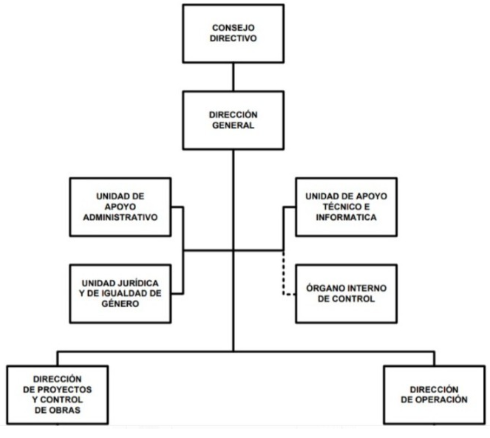 CONSEJO
DIRECTIVO
DIRECCIÓN
GENERAL
UNIDAD DE
APOYO
ADMINISTRATIVO
UNIDAD DE APOYO
TÉCNICO E
INFORMATICA
UNIDAD JURÍDICA
Y DE IGUALDAD DE
GÉNERO
ÓRGANO INTERNO
DE CONTROL
DIRECCIÓN
DE PROYECTOS
Y CONTROL
DE OBRAS
DIRECCIÓN
DE OPERACIÓN